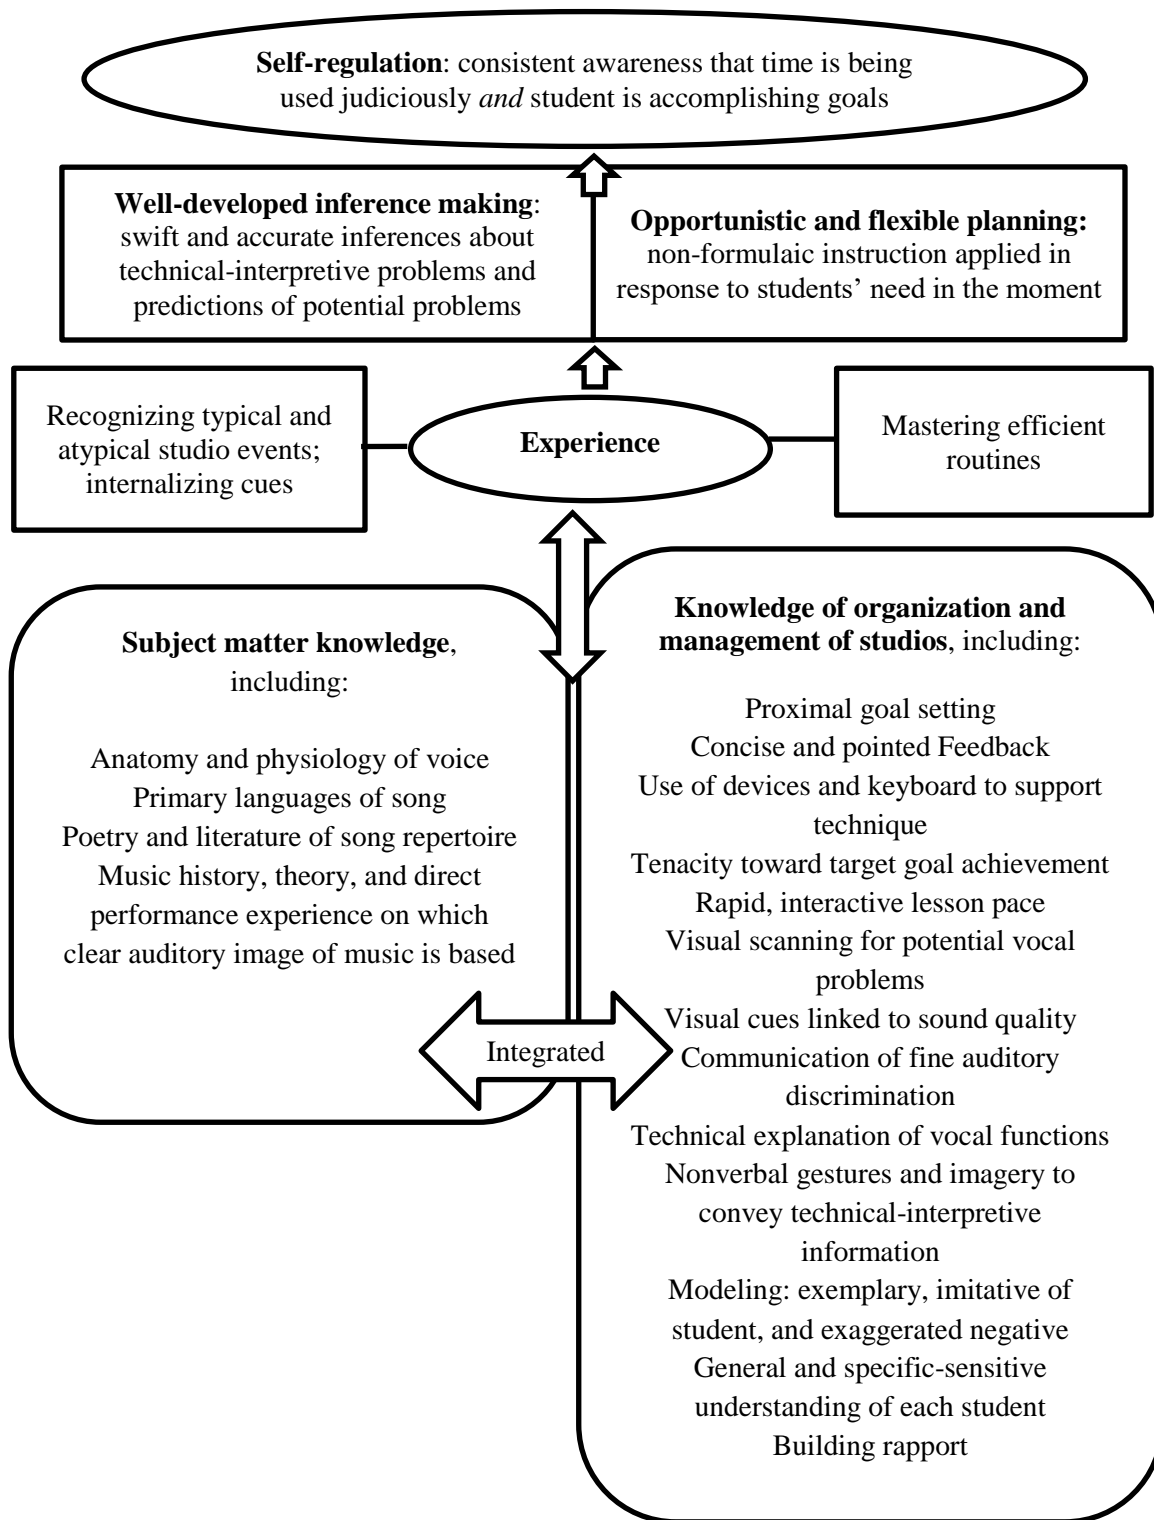 Self-regulation: consistent awareness that time is being
used judiciously and student is accomplishing goals
Well-developed inference making:
swift and accurate inferences about
technical-interpretive problems and
predictions of potential problems
Opportunistic and flexible planning:
non-formulaic instruction applied in
response to students’ need in the moment
Recognizing typical and
atypical studio events;
internalizing cues
Experience
Mastering efficient
routines
Subject matter knowledge,
including:
Anatomy and physiology of voice
Primary languages of song
Poetry and literature of song repertoire
Music history, theory, and direct
performance experience on which
clear auditory image of music is based
Integrated
Knowledge of organization and
management of studios, including:
Proximal goal setting
Concise and pointed Feedback
Use of devices and keyboard to support
technique
Tenacity toward target goal achievement
Rapid, interactive lesson pace
Visual scanning for potential vocal
problems
Visual cues linked to sound quality
Communication of fine auditory
discrimination
Technical explanation of vocal functions
Nonverbal gestures and imagery to
convey technical-interpretive
information
Modeling: exemplary, imitative of
student, and exaggerated negative
General and specific-sensitive
understanding of each student
Building rapport